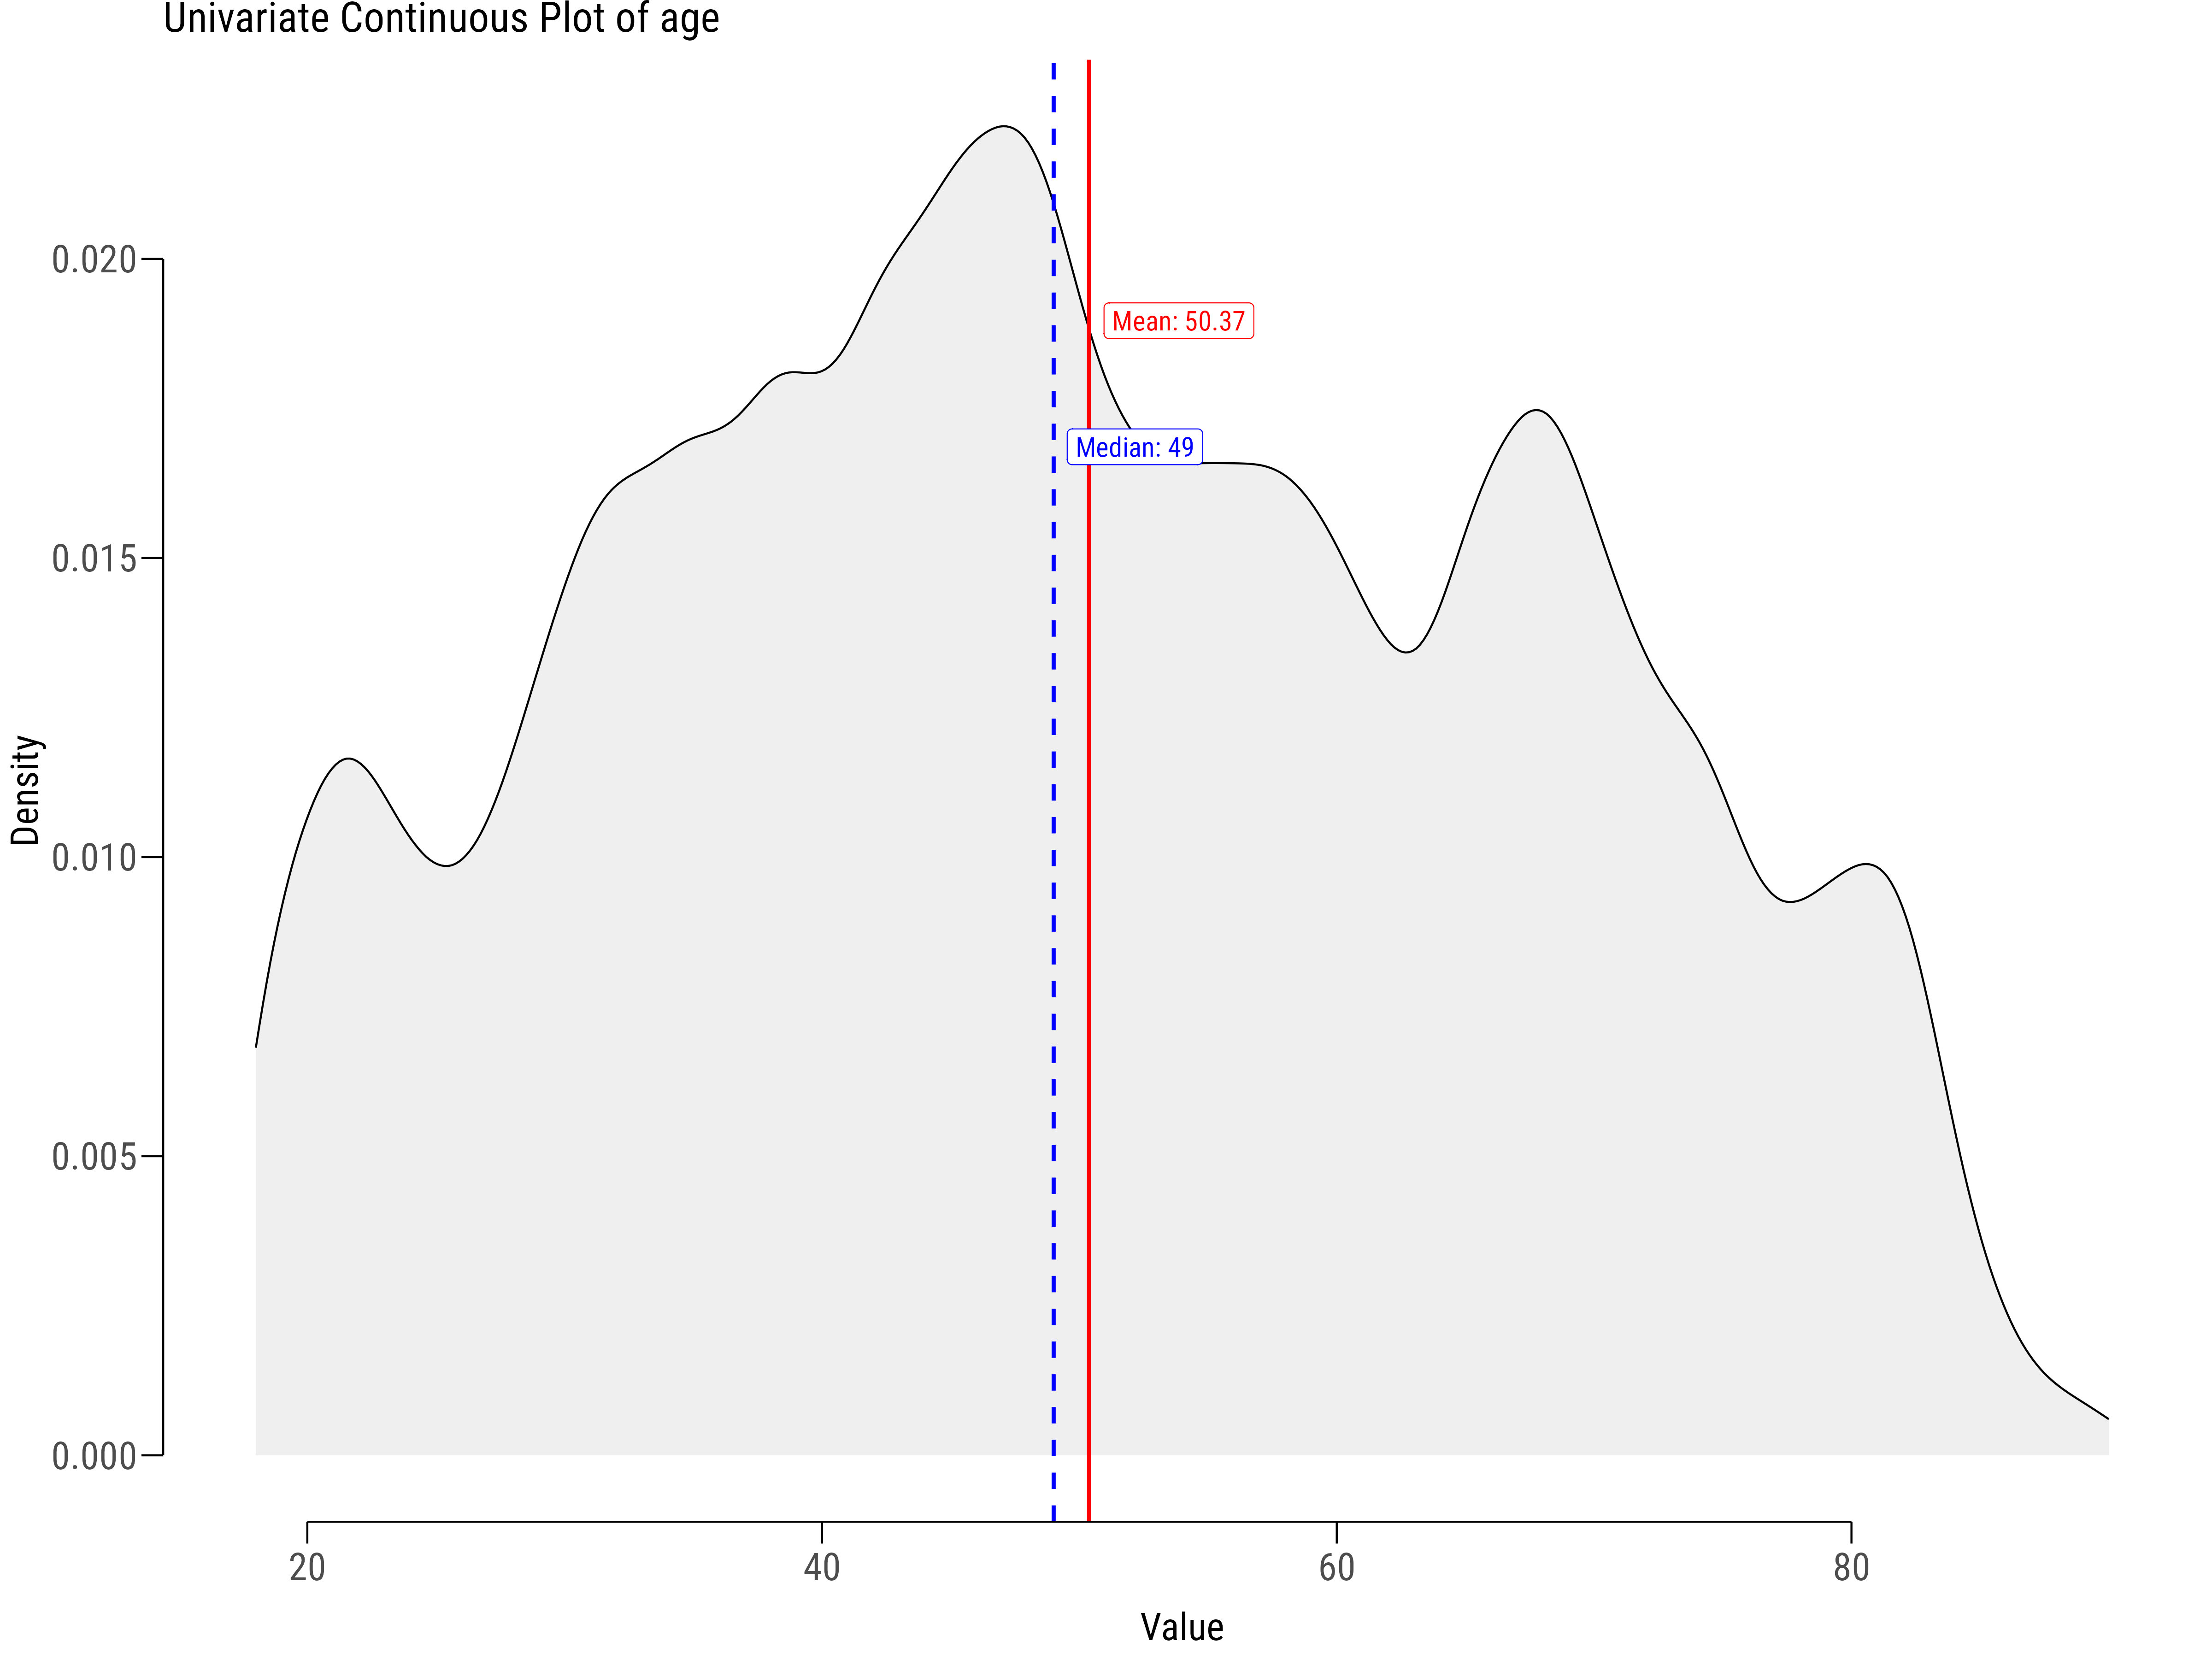 Univariate Continuous Plot of age
Density
0.020
0.015
0.010
0.005
0.000
Mean: 50.37
Median: 49
20
40
60
80
Value